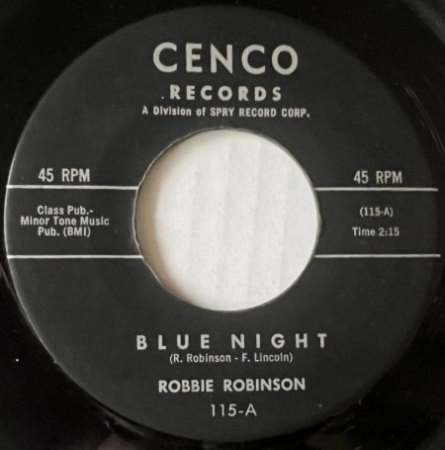 CENCO
RECORDS
A Division of SPRY RECORD CORP.
45 RPM
45 RPM
Class Pub.-
Minor Tone Music
Pub. (BMI)
(115-A)
Time 2:15
BLUE NIGHT
(R. Robinson - F. Lincoln)
ROBBIE ROBINSON
115-A